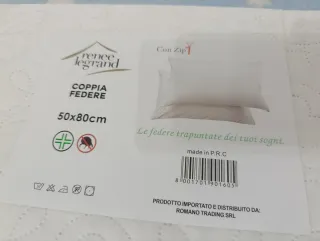 renee
legrand
COPPIA
FEDERE
50x80cm
Con Zip
Le federe trapuntate dei tuoi sogni.
made in P.R.C
PRODOTTO IMPORTATO E DISTRIBUITO DA:
ROMANO TRADING SRL